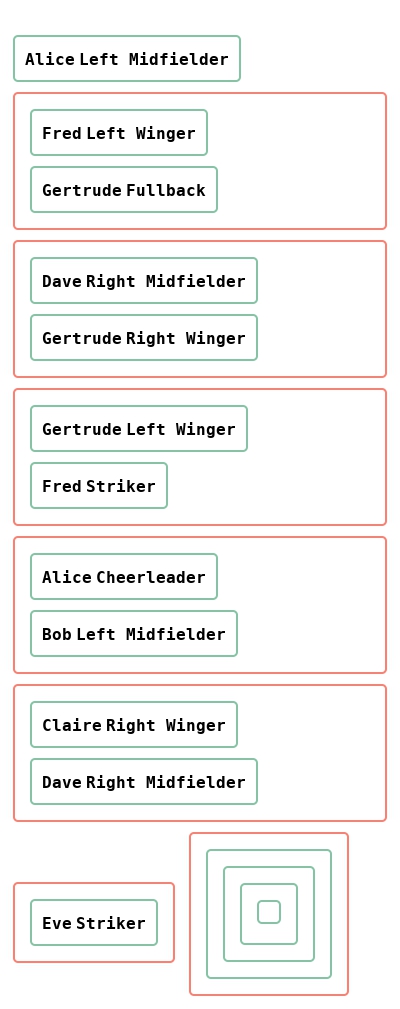 Alice Left Midfielder
Fred Left Winger
Gertrude Fullback
Dave Right Midfielder
Gertrude Right Winger
Gertrude Left Winger
Fred Striker
Alice Cheerleader
Bob Left Midfielder
Claire Right Winger
Dave Right Midfielder
Eve Striker